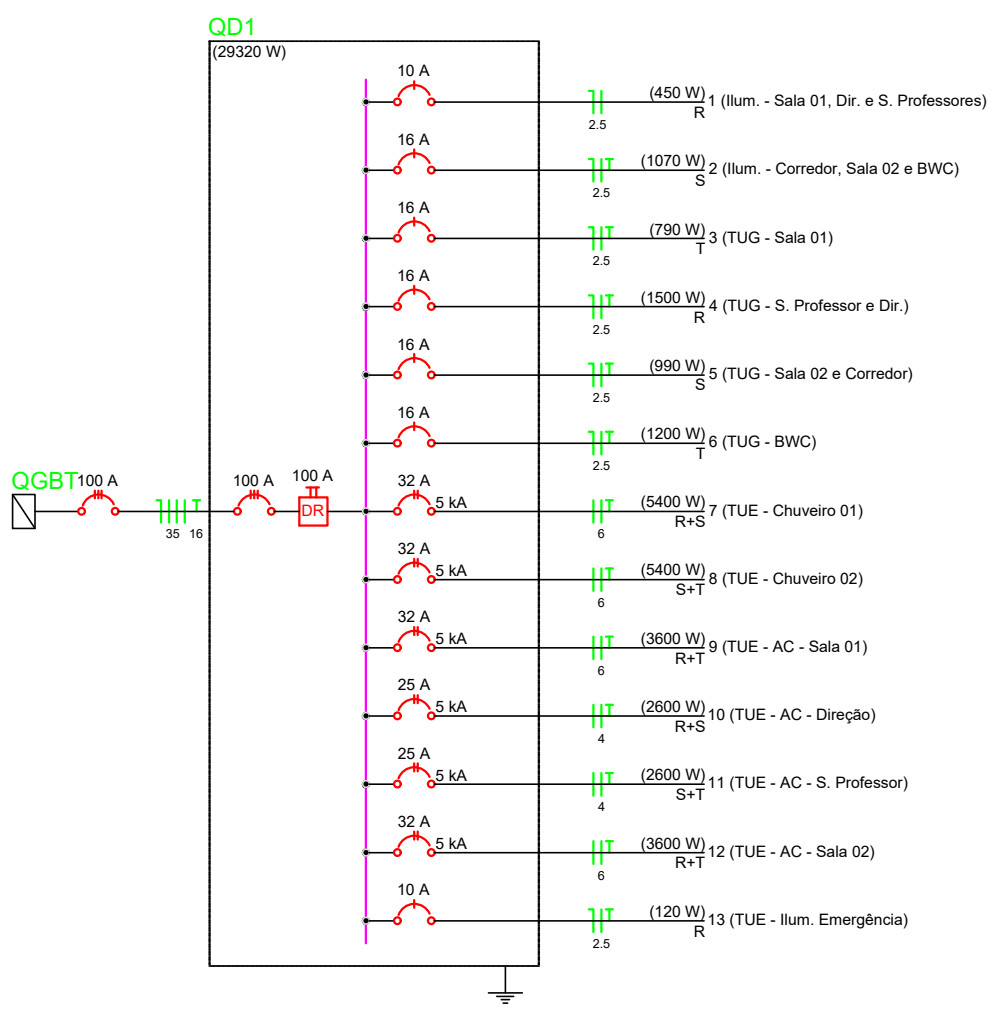 QD1
(29320 W)
10 A
(450 W)
R
1 (Ilum. - Sala 01, Dir. e S. Professores)
2.5
16 A
(1070 W)
S
2 (Ilum. - Corredor, Sala 02 e BWC)
2.5
16 A
(790 W)
T
3 (TUG - Sala 01)
2.5
16 A
(1500 W)
R
4 (TUG - S. Professor e Dir.)
2.5
16 A
(990 W)
S
5 (TUG - Sala 02 e Corredor)
2.5
16 A
(1200 W)
T
6 (TUG - BWC)
2.5
QGBT
100 A
35 16
100 A
100 A
DR
32 A
5 kA
(5400 W)
R+S
7 (TUE - Chuveiro 01)
6
32 A
5 kA
(5400 W)
S+T
8 (TUE - Chuveiro 02)
6
32 A
5 kA
(3600 W)
R+T
9 (TUE - AC - Sala 01)
6
25 A
5 kA
(2600 W)
R+S
10 (TUE - AC - Direção)
4
25 A
5 kA
(2600 W)
S+T
11 (TUE - AC - S. Professor)
4
32 A
5 kA
(3600 W)
R+T
12 (TUE - AC - Sala 02)
6
10 A
(120 W)
R
13 (TUE - Ilum. Emergência)
2.5